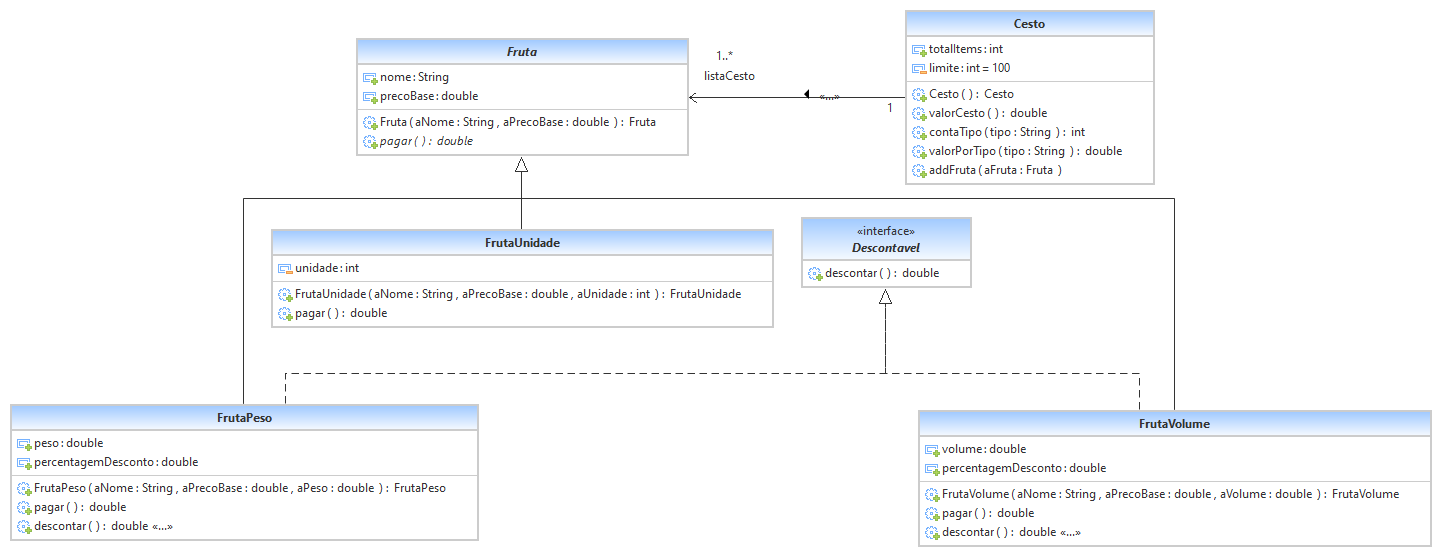 Fruta
nome : String
precoBase : double
Fruta ( aNome : String , aPrecoBase : double ) : Fruta
pagar ( ) : double
1..*
listaCesto
«...»
1
Cesto
totalItems : int
limite : int = 100
Cesto ( ) : Cesto
valorCesto ( ) : double
contaTipo ( tipo : String ) : int
valorPorTipo ( tipo : String ) : double
addFruta ( aFruta : Fruta )
FrutaUnidade
unidade : int
FrutaUnidade ( aNome : String , aPrecoBase : double , aUnidade : int ) : FrutaUnidade
pagar ( ) : double
«interface»
Descontavel
descontar ( ) : double
FrutaPeso
peso : double
percentagemDesconto : double
FrutaPeso ( aNome : String , aPrecoBase : double , aPeso : double ) : FrutaPeso
pagar ( ) : double
descontar ( ) : double «...»
FrutaVolume
volume : double
percentagemDesconto : double
FrutaVolume ( aNome : String , aPrecoBase : double , aVolume : double ) : FrutaVolume
pagar ( ) : double
descontar ( ) : double «...»